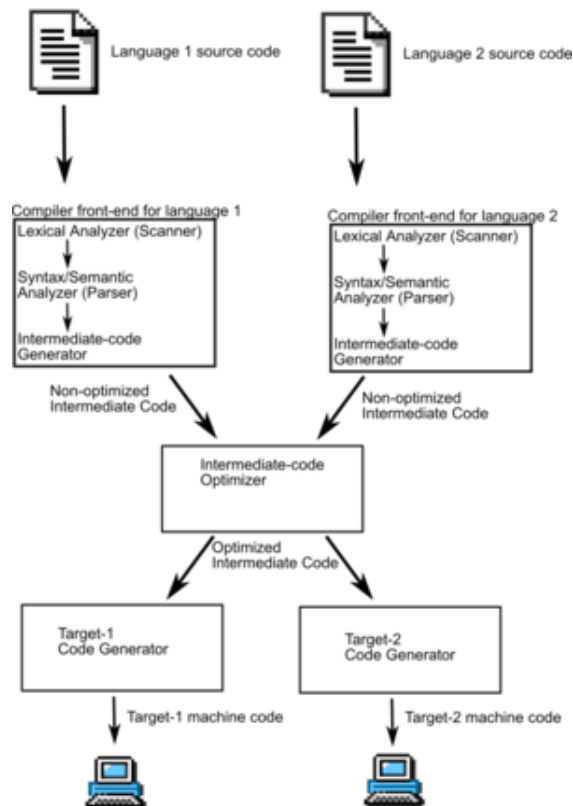 Language 1 source code
Language 2 source code
Compiler front-end for language 1
Lexical Analyzer (Scanner)
Syntax/Semantic
Analyzer (Parser)
Intermediate-code
Generator
Compiler front-end for language 2
Lexical Analyzer (Scanner)
Syntax/Semantic
Analyzer (Parser)
Intermediate-code
Generator
Non-optimized
Intermediate Code
Non-optimized
Intermediate Code
Intermediate-code
Optimizer
Optimized
Intermediate Code
Target-1
Code Generator
Target-2
Code Generator
Target-1 machine code
Target-2 machine code